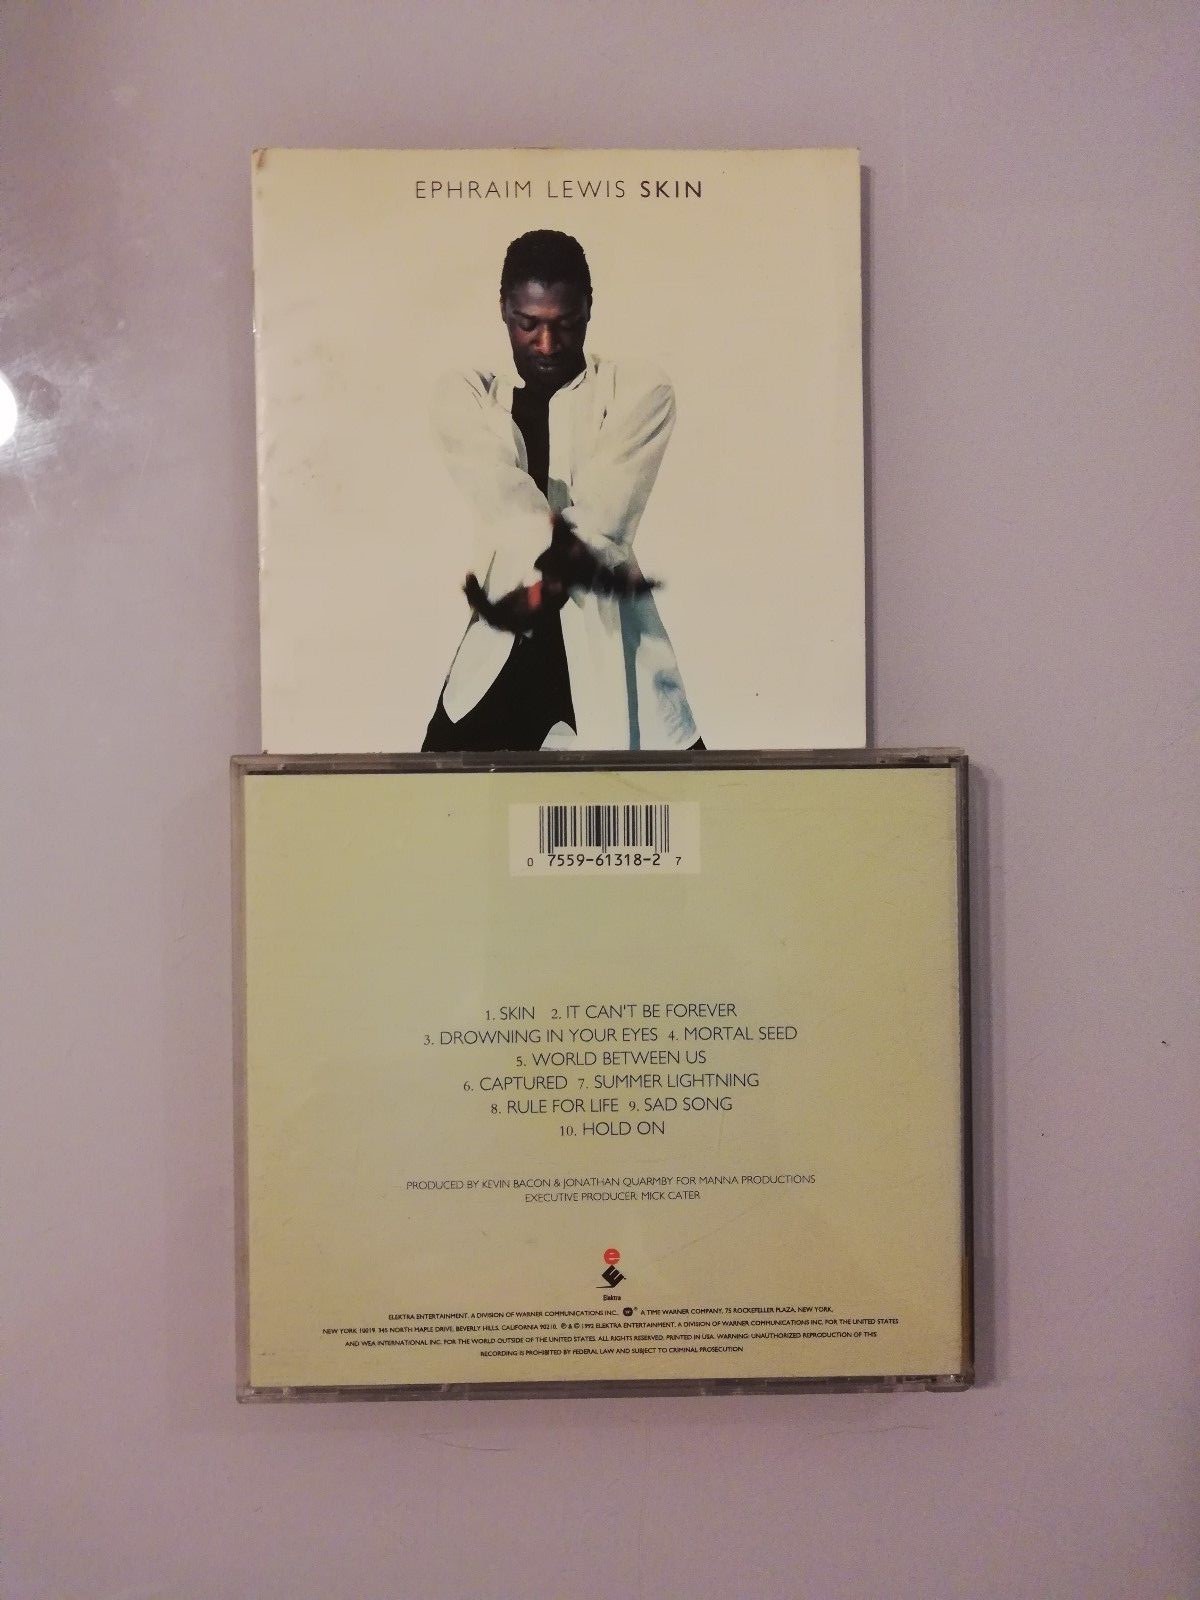 EPHRAIM LEWIS SKIN
0 7559-61318-2 7
1. SKIN 2. IT CAN'T BE FOREVER
3. DROWNING IN YOUR EYES 4. MORTAL SEED
5. WORLD BETWEEN US
6. CAPTURED 7. SUMMER LIGHTNING
8. RULE FOR LIFE 9. SAD SONG
10. HOLD ON
PRODUCED BY KEVIN BACON & JONATHAN QUARMBY FOR MANNA PRODUCTIONS
EXECUTIVE PRODUCER MICK CATER
e
E
Elektra
ELEKTRA ENTERTAINMENT. A DIVISION OF WARNER COMMUNICATIONS INC. ® A TIME WARNER COMPANY, 75 ROCKEFELLER PLAZA, NEW YORK,
NEW YORK 10019. 345 NORTH MAPLE DRIVE, BEVERLY HILLS, CALIFORNIA 90210. ℗ & © 1992 ELEKTRA ENTERTAINMENT, A DIVISION OF WARNER COMMUNICATIONS INC. FOR THE UNITED STATES
AND WEA INTERNATIONAL INC. FOR THE WORLD OUTSIDE OF THE UNITED STATES. ALL RIGHTS RESERVED. PRINTED IN USA. WARNING: UNAUTHORIZED REPRODUCTION OF THIS
RECORDING IS PROHIBITED BY FEDERAL LAW AND SUBJECT TO CRIMINAL PROSECUTION